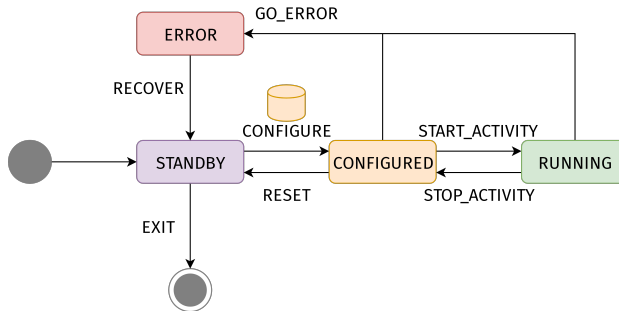 GO_ERROR
ERROR
RECOVER
CONFIGURE
START_ACTIVITY
STANDBY
CONFIGURED
RUNNING
RESET
STOP_ACTIVITY
EXIT